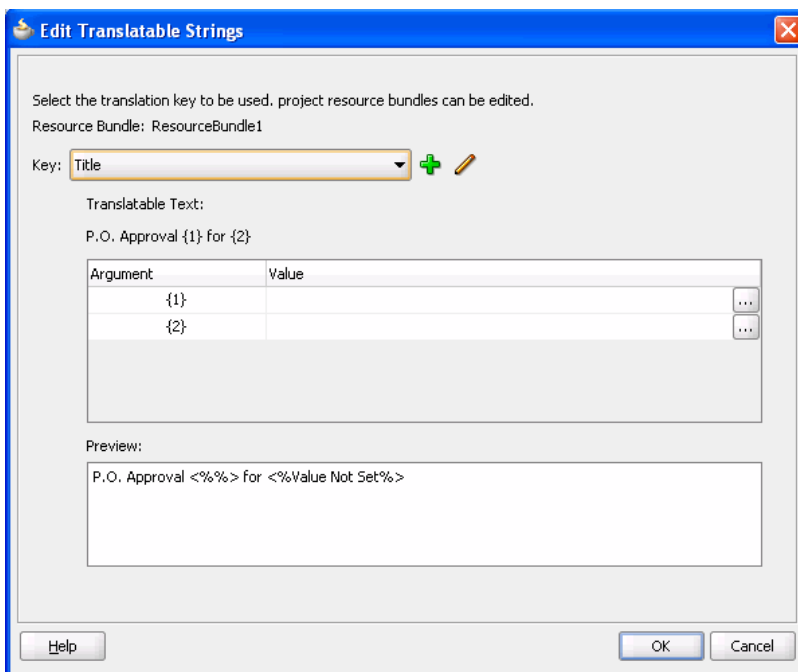 Edit Translatable Strings
Select the translation key to be used. project resource bundles can be edited.
Resource Bundle: ResourceBundle1
Key: Title
Translatable Text:
P.O. Approval {1} for {2}
Argument Value
{1} ...
{2} ...
Preview:
P.O. Approval <%%> for <%Value Not Set%>
Help OK Cancel